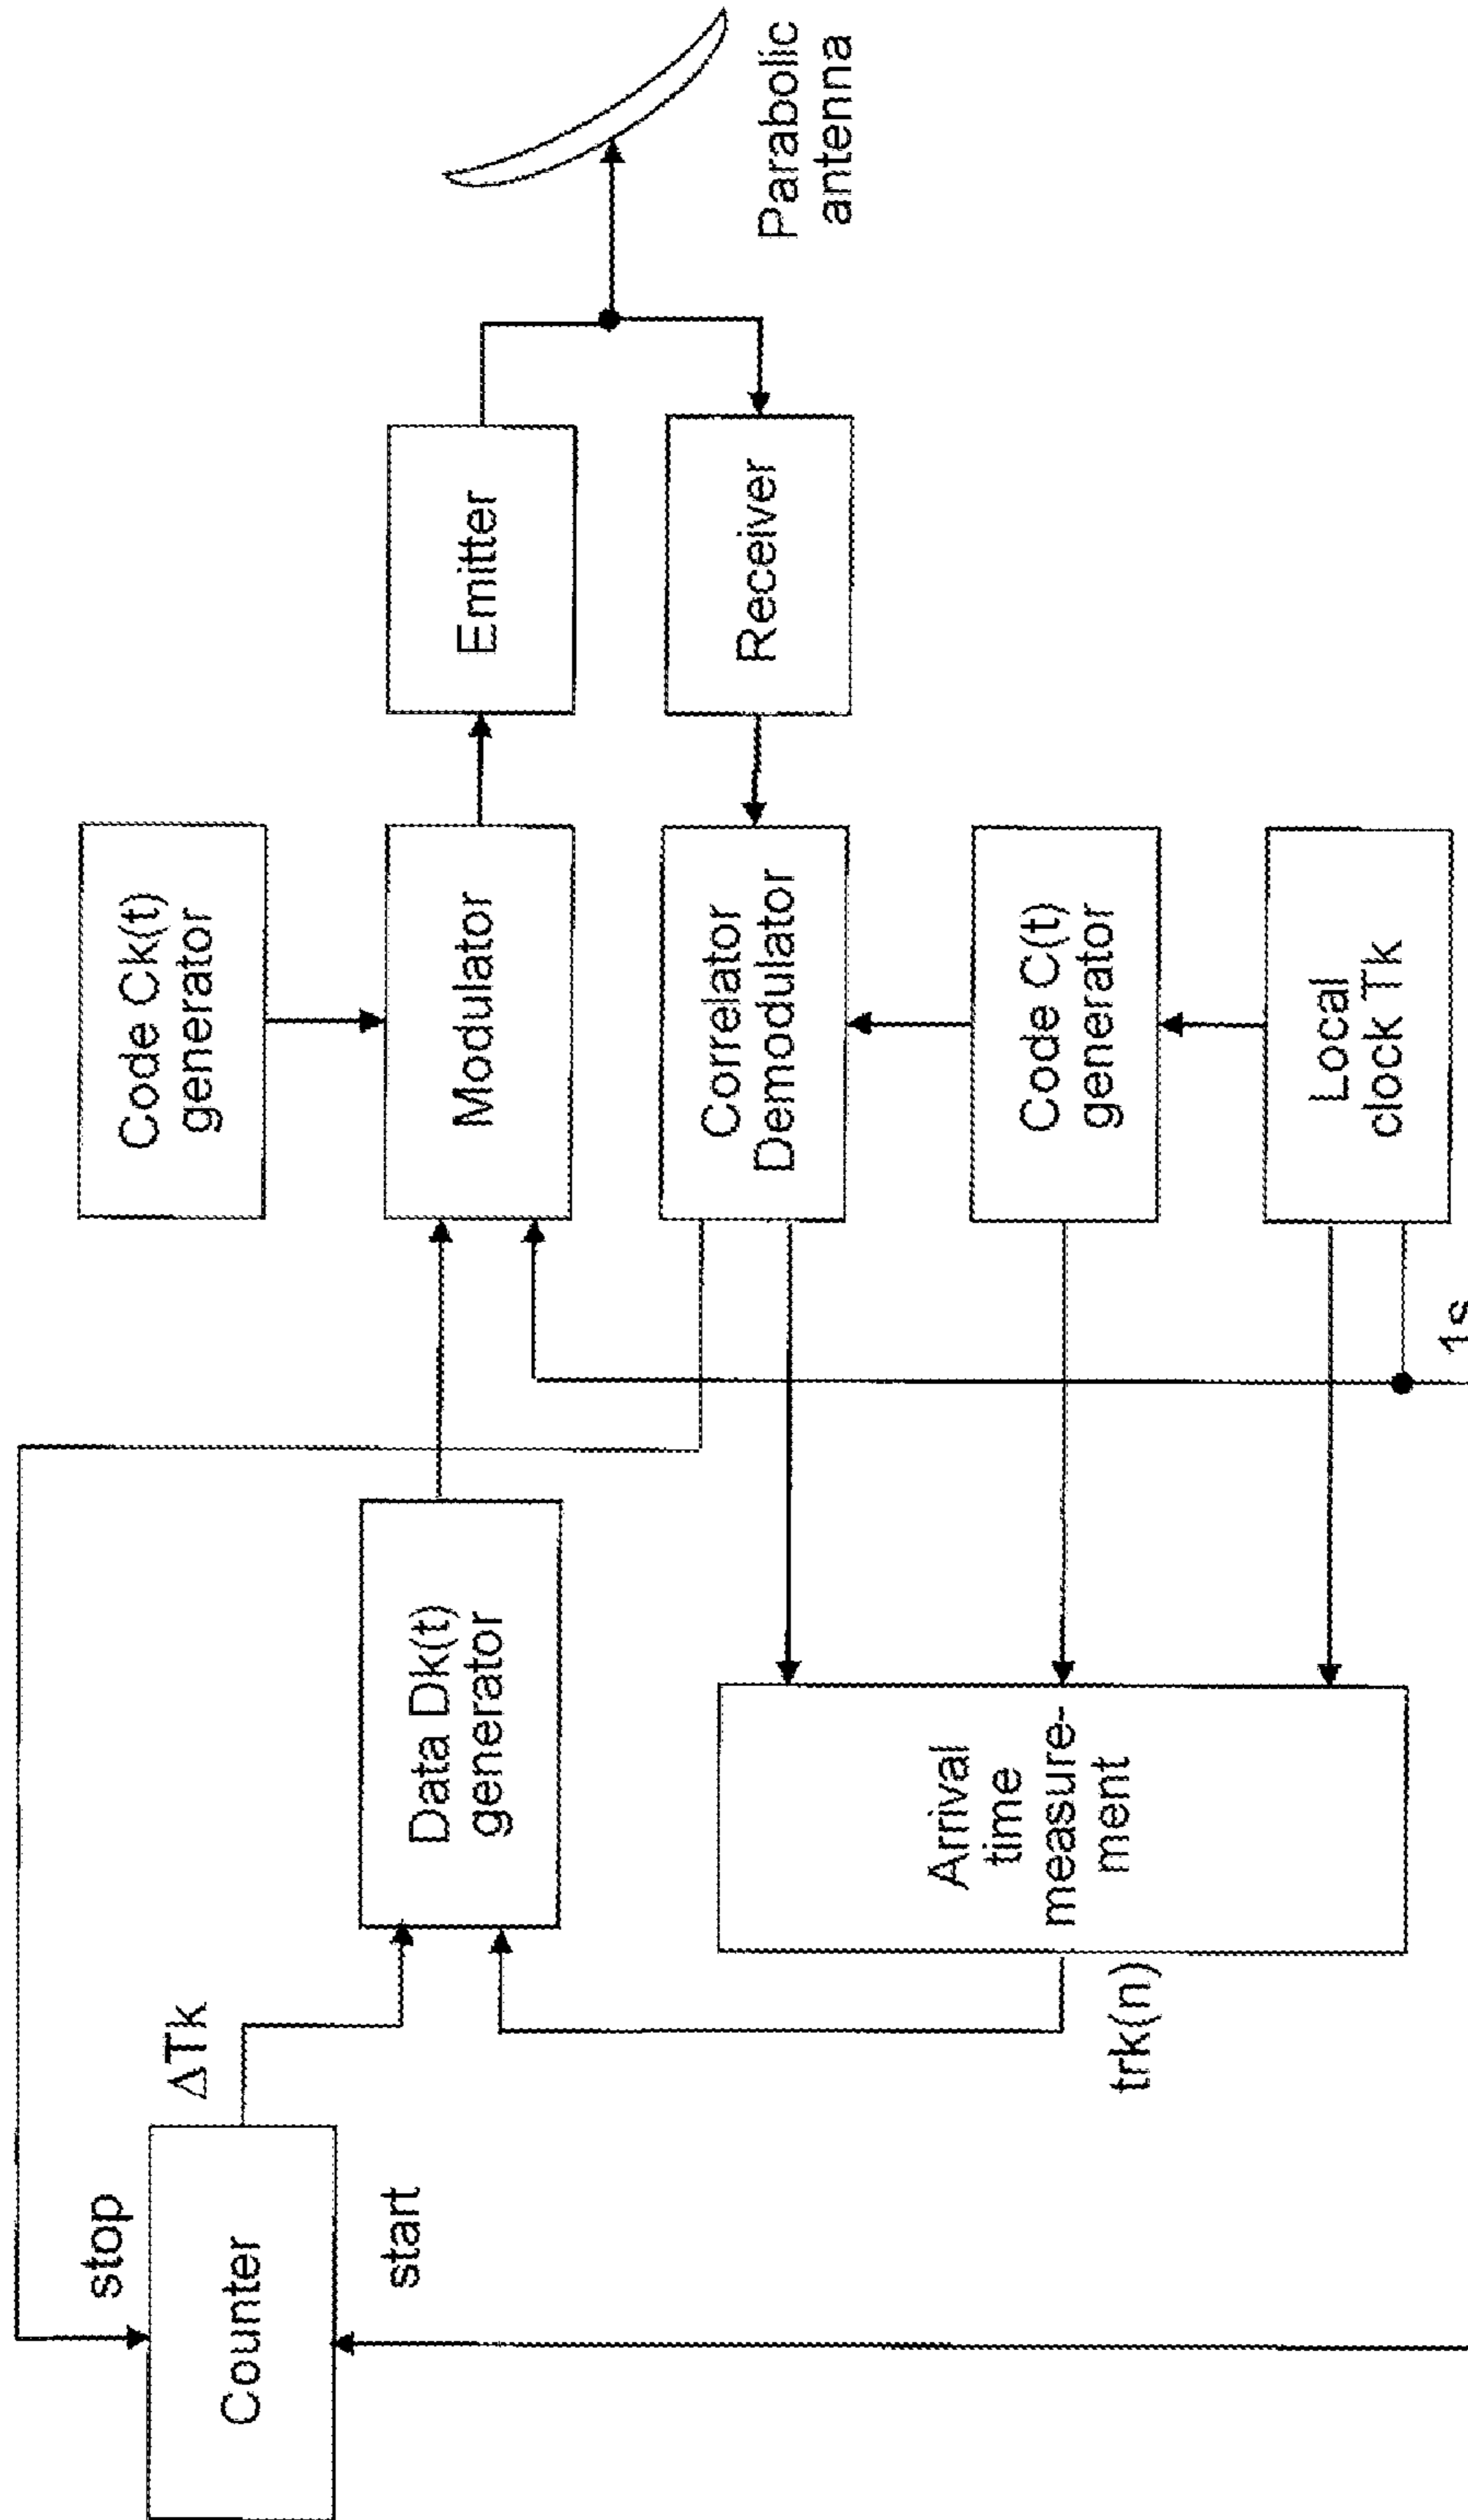 stop
Counter
start
ΔTk
Data Dk(t)
generator
trk(n)
Arrival
time
measure-
ment
1s
Code Ck(t)
generator
Modulator
Correlator
Demodulator
Code C(t)
generator
Local
clock Tk
Emitter
Receiver
Parabolic
antenna